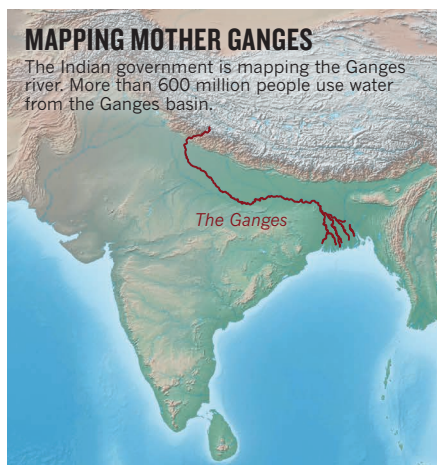 MAPPING MOTHER GANGES
The Indian government is mapping the Ganges
river. More than 600 million people use water
from the Ganges basin.
The Ganges